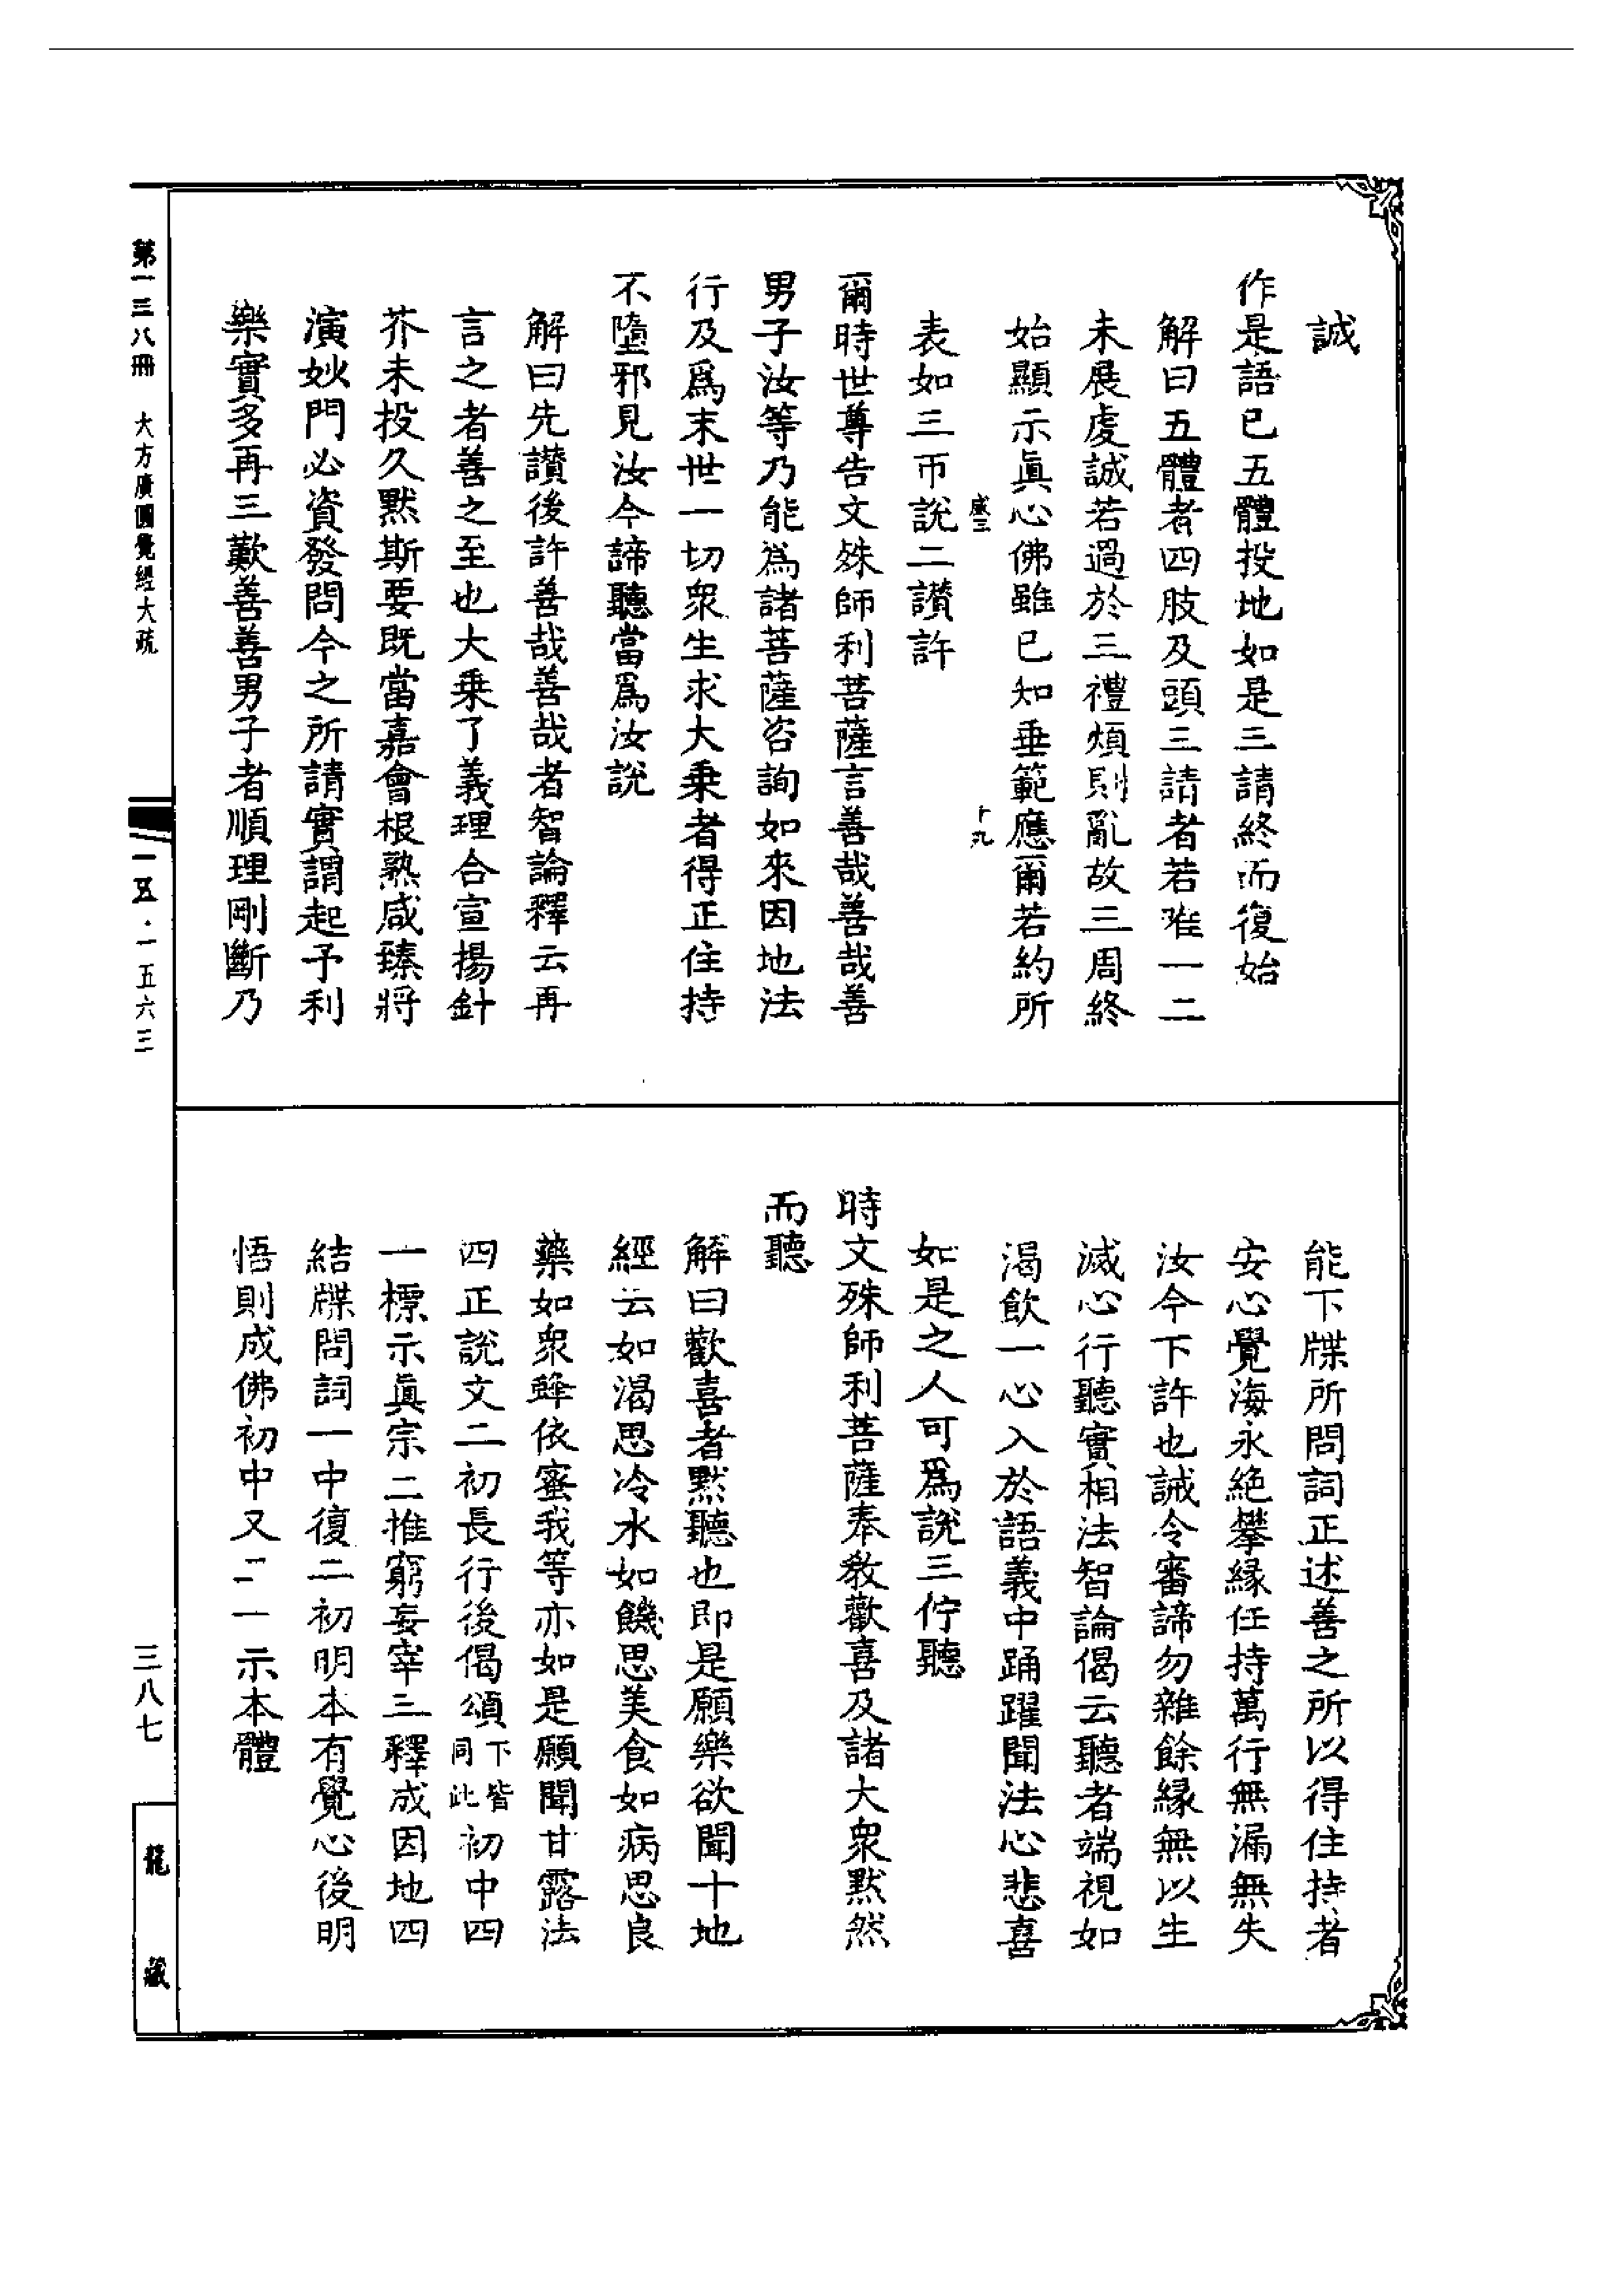 誠
作是語已五體投地如是三請終而復始
解曰五體者四肢及頭三請者若唯一二
未展虔誠若過於三禮煩則亂故三周終
始顯示眞心佛雖已知垂範應爾若約所
十九
表如三帀說二讃許
爾時世尊告文殊師利菩薩言善哉善哉善
男子汝等乃能爲諸菩薩咨詢如來因地法
行及爲末世一切衆生求大乗者得正住持
不墮邪見汝今諦聽當爲汝說
解曰先讃後許善哉善哉者智論釋云再
言之者善之至也大乗了義理合宣揚針
芥未投久黙斯要既當嘉會根熟咸臻將
演妙門必資發問今之所請實謂起予利
樂實多再三歎善善男子者順理剛斷乃
能下牒所問詞正述善之所以得住持者
安心覺海永絶攀縁任持萬行無漏無失
汝今下許也誡令審諦勿雜餘縁無以生
滅心行聽實相法智論偈云聽者端視如
渴飲一心入於語義中踊躍聞法心悲喜
如是之人可爲說三佇聽
時文殊師利菩薩奉敎歡喜及諸大衆黙然
而聽
解曰歡喜者黙聽也即是願樂欲聞十地
經云如渴思冷水如饑思美食如病思良
藥如衆蜂依蜜我等亦如是願聞甘露法
四正説文二初長行後偈頌下皆同此初中四
一標示眞宗二推窮妄宰三釋成因地四
結牒問詞一中復二初明本有覺心後明
悟則成佛初中又二一示本體
第一三八冊 大方廣圓覺經大疏
一五·一五六三
三八七
龍藏